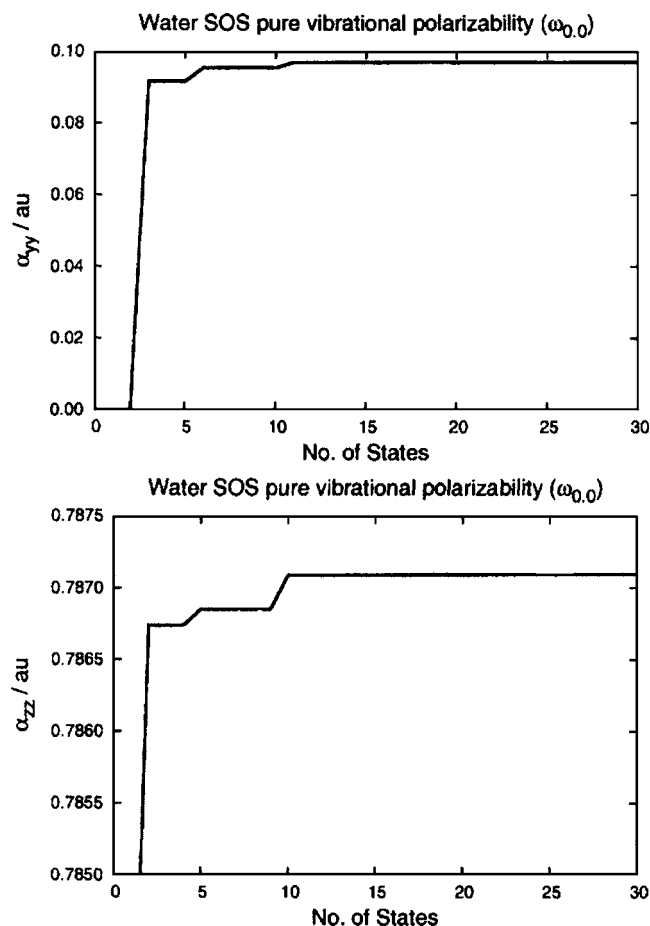 Water SOS pure vibrational polarizability (ω0.0)
0.10
0.08
0.06
0.04
0.02
0.00
αyy / au
0 5 10 15 20 25 30
No. of States
Water SOS pure vibrational polarizability (ω0.0)
0.7875
0.7870
0.7865
0.7860
0.7855
0.7850
αzz / au
0 5 10 15 20 25 30
No. of States